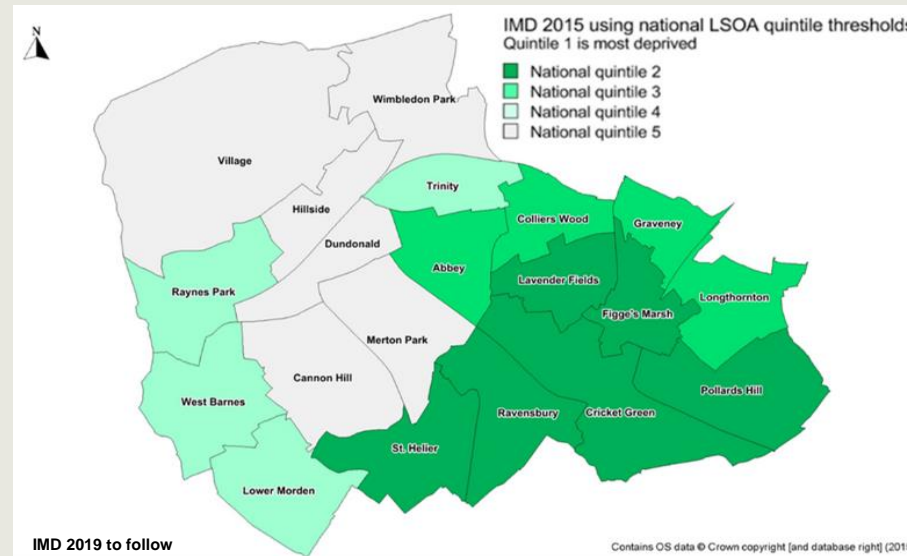 N
IMD 2015 using national LSOA quintile thresholds
Quintile 1 is most deprived
National quintile 2
National quintile 3
National quintile 4
National quintile 5
Wimbledon Park
Village
Trinity
Hillside
Colliers Wood
Graveney
Dundonald
Abbey
Lavender Fields
Raynes Park
Longthornton
Figge's Marsh
Merton Park
Cannon Hill
Pollards Hill
West Barnes
Ravensbury
Cricket Green
St. Helier
Lower Morden
IMD 2019 to follow
Contains OS data © Crown copyright [and database right] (201